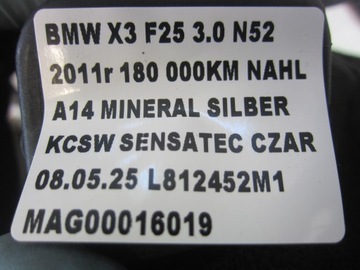 BMW X3 F25 3.0 N52
2011r 180 000KM NAHL
A14 MINERAL SILBER
KCSW SENSATEC CZAR
08.05.25 L812452M1
MAG00016019